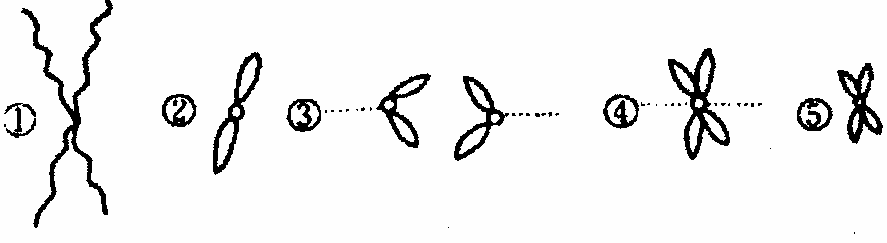 ① ② ③ ④ ⑤